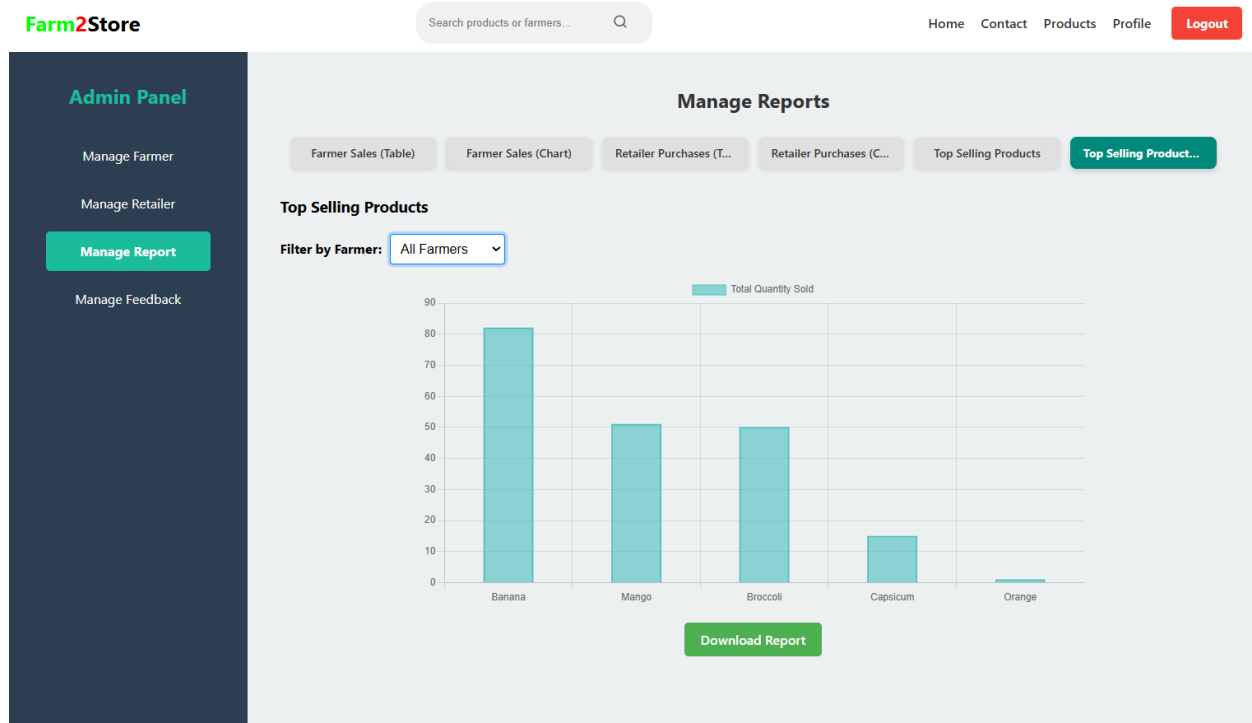 Farm2Store
Search products or farmers...
Home Contact Products Profile Logout
Admin Panel
Manage Farmer
Manage Retailer
Manage Report
Manage Feedback
Manage Reports
Farmer Sales (Table) Farmer Sales (Chart) Retailer Purchases (T... Retailer Purchases (C... Top Selling Products Top Selling Product...
Top Selling Products
Filter by Farmer: All Farmers
Total Quantity Sold
90
80
70
60
50
40
30
20
10
0
Banana Mango Broccoli Capsicum Orange
Download Report